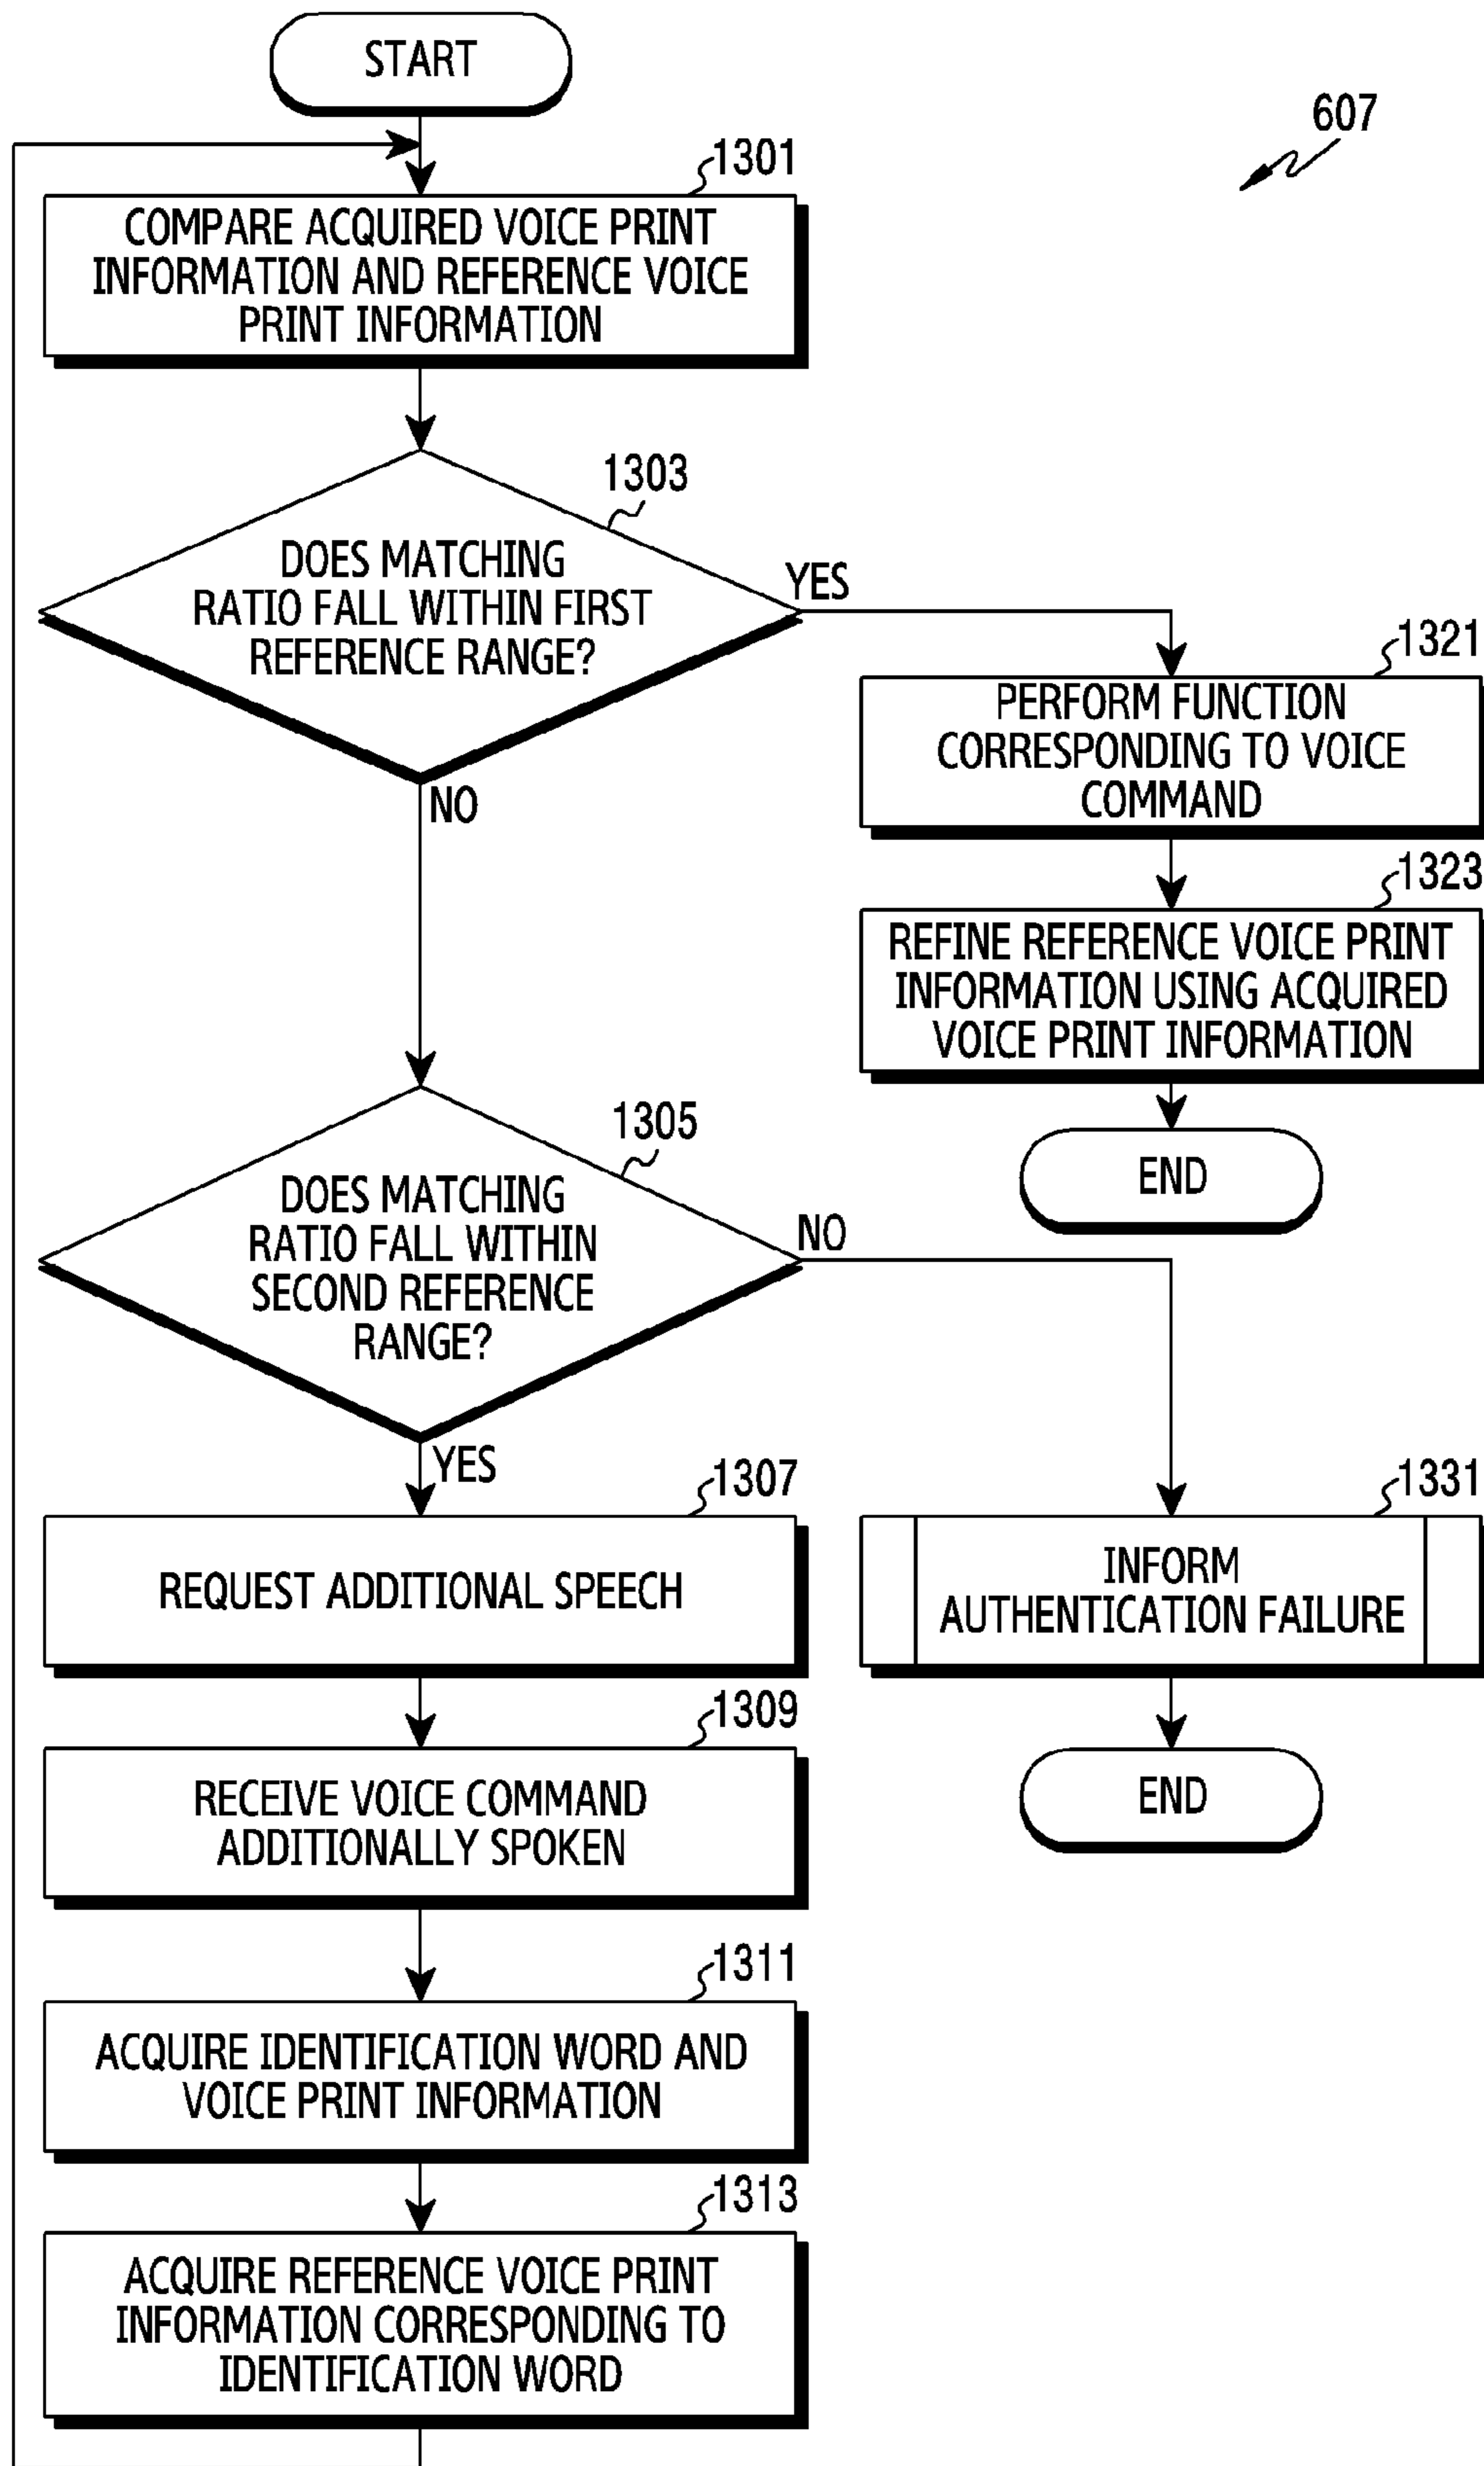 START
607
1301
COMPARE ACQUIRED VOICE PRINT
INFORMATION AND REFERENCE VOICE
PRINT INFORMATION
1303
DOES MATCHING
RATIO FALL WITHIN FIRST
REFERENCE RANGE?
YES
NO
1321
PERFORM FUNCTION
CORRESPONDING TO VOICE
COMMAND
1323
REFINE REFERENCE VOICE PRINT
INFORMATION USING ACQUIRED
VOICE PRINT INFORMATION
END
1305
DOES MATCHING
RATIO FALL WITHIN
SECOND REFERENCE
RANGE?
NO
YES
1307
REQUEST ADDITIONAL SPEECH
1331
INFORM
AUTHENTICATION FAILURE
END
1309
RECEIVE VOICE COMMAND
ADDITIONALLY SPOKEN
1311
ACQUIRE IDENTIFICATION WORD AND
VOICE PRINT INFORMATION
1313
ACQUIRE REFERENCE VOICE PRINT
INFORMATION CORRESPONDING TO
IDENTIFICATION WORD